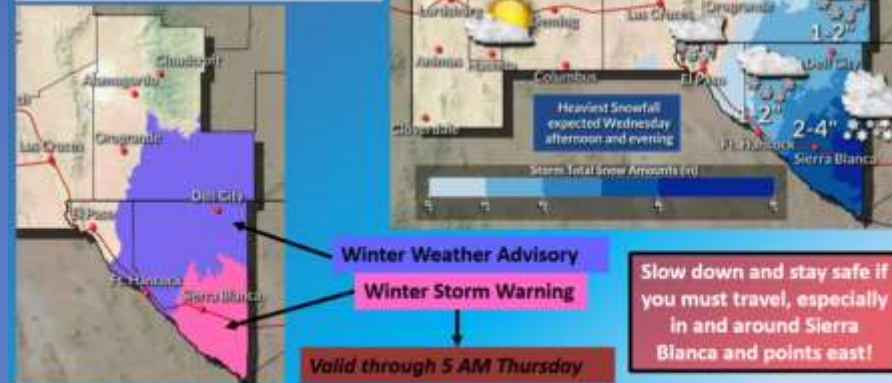 Cloudcroft
Alamogordo
Las Cruces
Orogrande
Dell City
El Paso
Ft. Hancock
Sierra Blanca
Lordsburg
Deming
Las Cruces
Orogrande
1-2"
Animas
Hachita
Dell City
Columbus
El Paso
Heaviest Snowfall
expected Wednesday
afternoon and evening
2"
2-4"
Cloverdale
Ft. Hancock
Sierra Blanca
Storm Total Snow Amounts (in)
Winter Weather Advisory
Winter Storm Warning
Valid through 5 AM Thursday
Slow down and stay safe if
you must travel, especially
in and around Sierra
Blanca and points east!